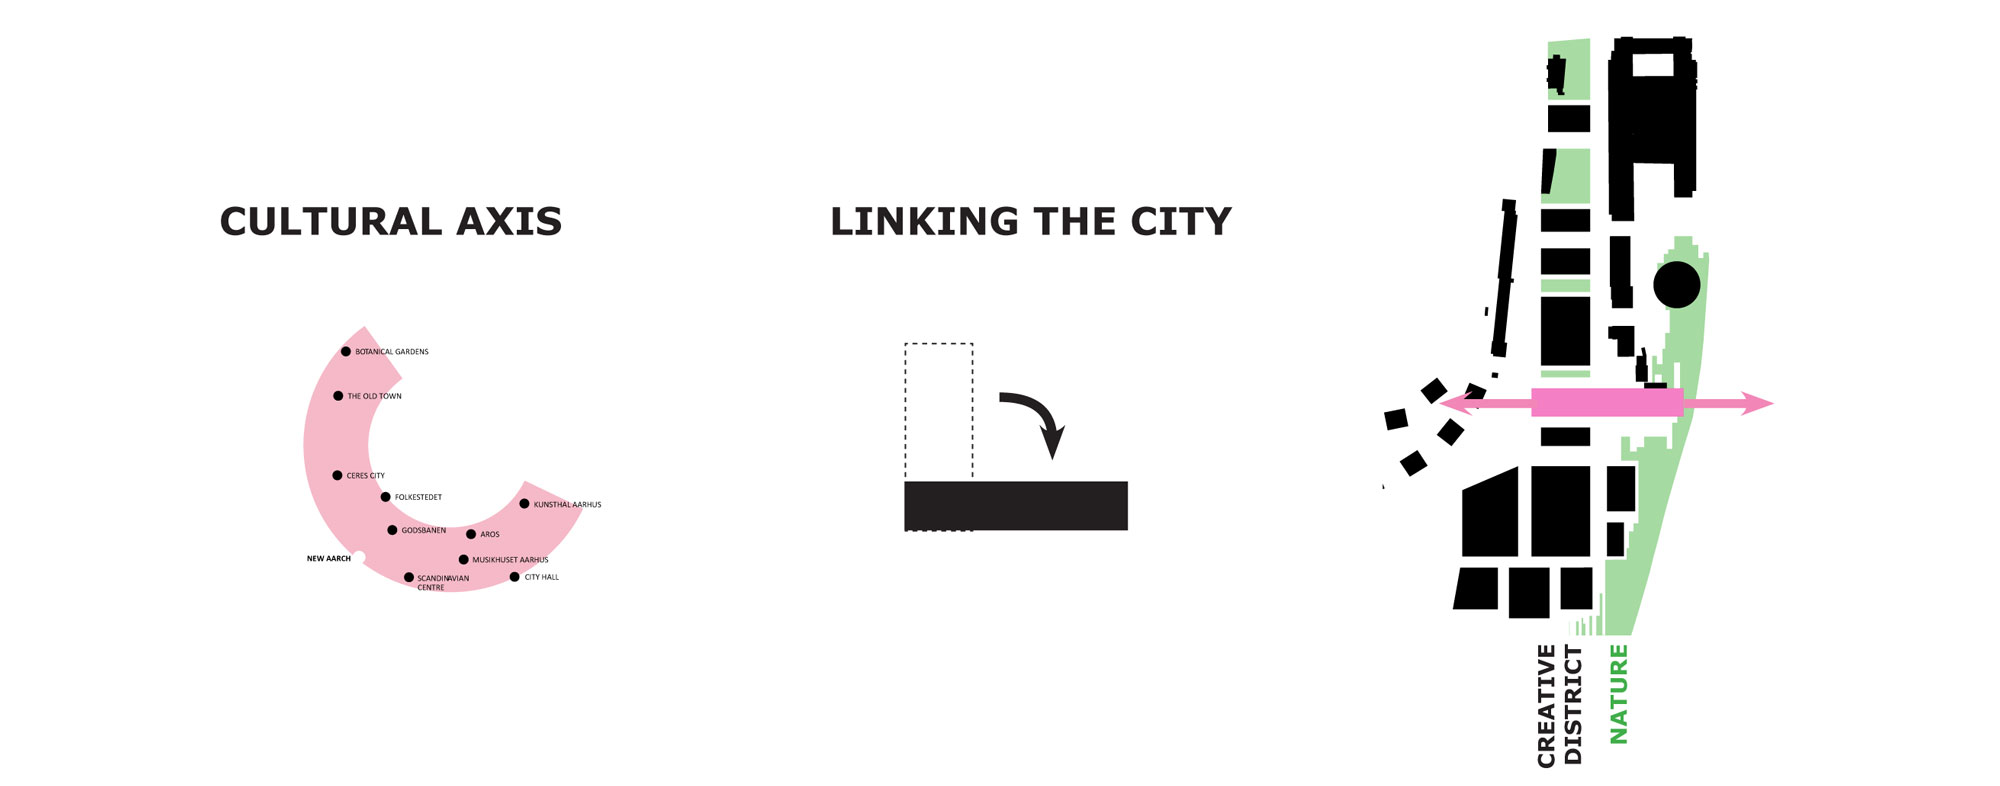 CULTURAL AXIS
BOTANICAL GARDENS
THE OLD TOWN
CERES CITY
FOLKESTEDET
KUNSTHAL AARHUS
GODSBANEN
AROS
NEW AARCH
MUSIKHUSET AARHUS
SCANDINAVIAN
CENTRE
CITY HALL
LINKING THE CITY
CREATIVE
DISTRICT
NATURE